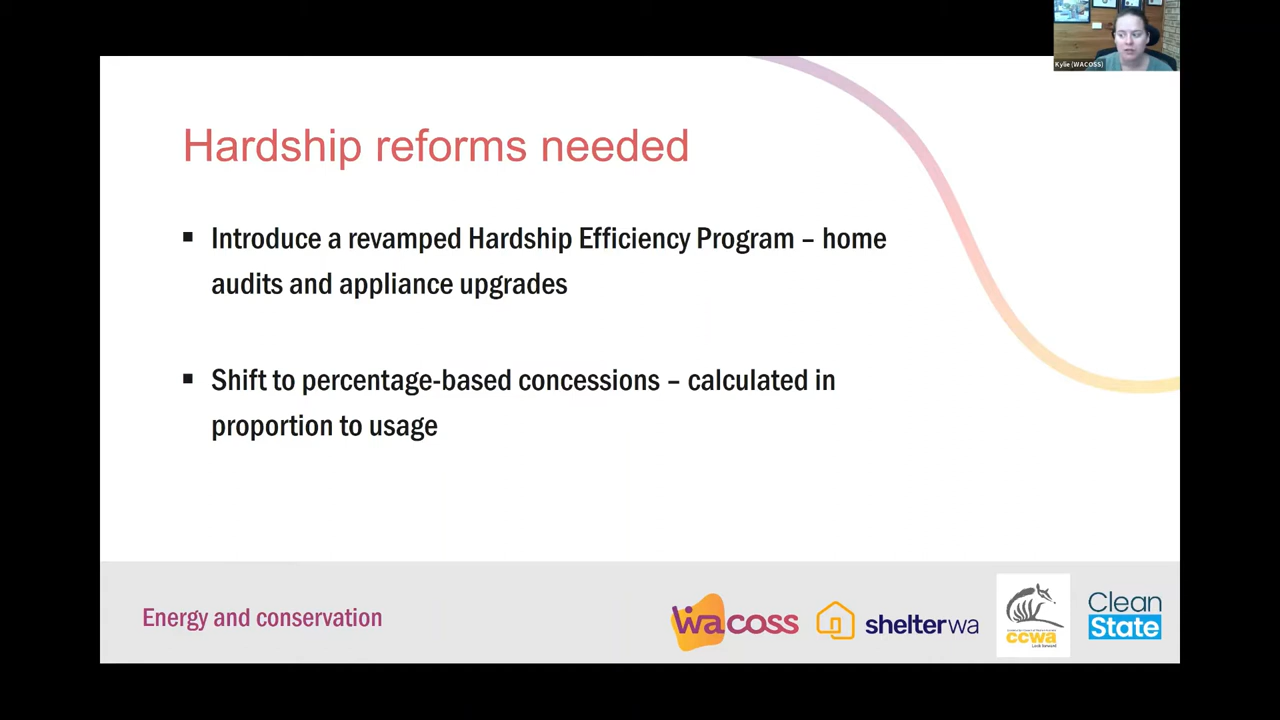 Kylie (WACOSS)
Hardship reforms needed
▪ Introduce a revamped Hardship Efficiency Program – home
audits and appliance upgrades
▪ Shift to percentage-based concessions – calculated in
proportion to usage
Energy and conservation
wacoss
shelterwa
ccwa
Clean
State